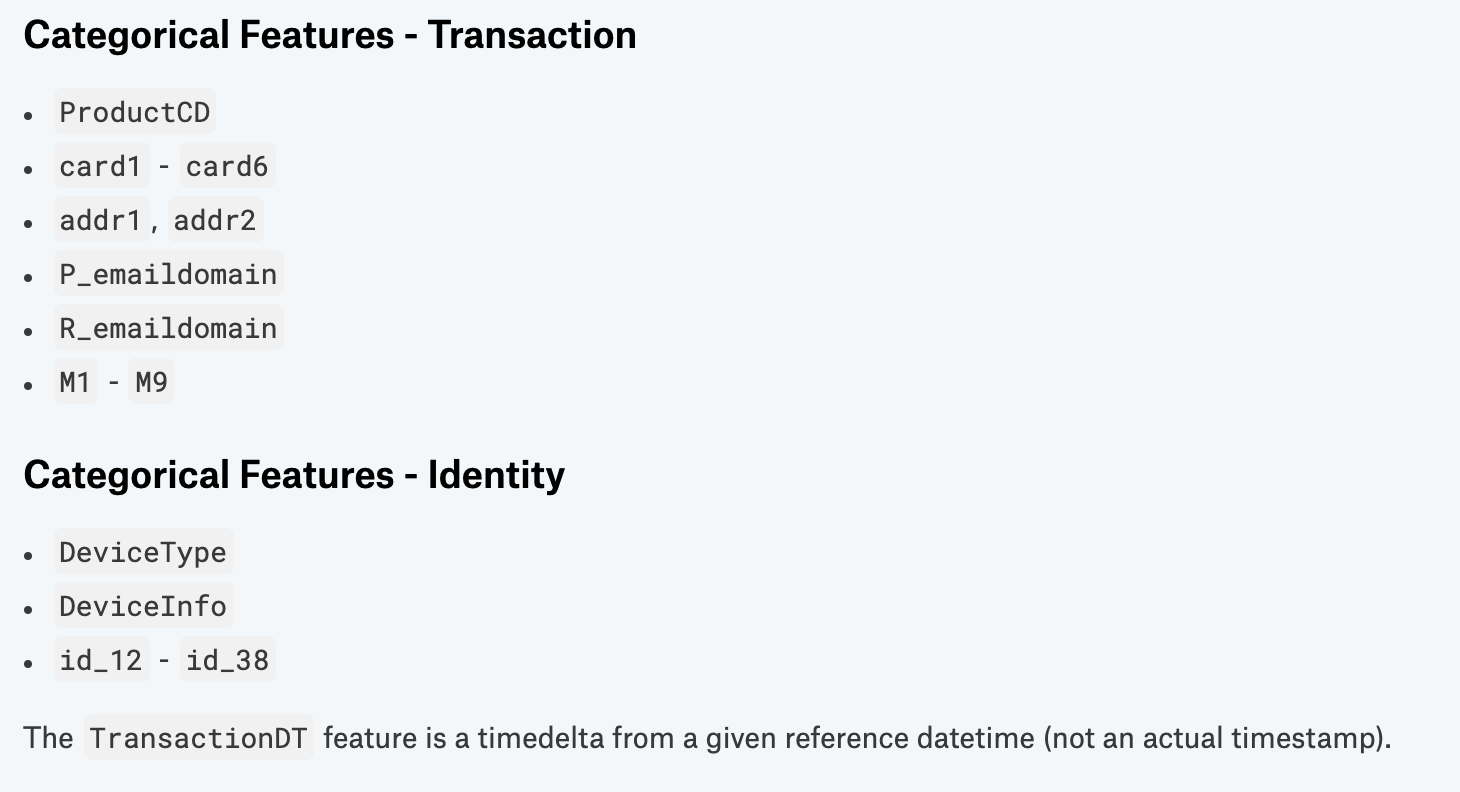 Categorical Features - Transaction
• ProductCD
• card1 - card6
• addr1, addr2
• P_emaildomain
• R_emaildomain
• M1 - M9
Categorical Features - Identity
• DeviceType
• DeviceInfo
• id_12 - id_38
The TransactionDT feature is a timedelta from a given reference datetime (not an actual timestamp).